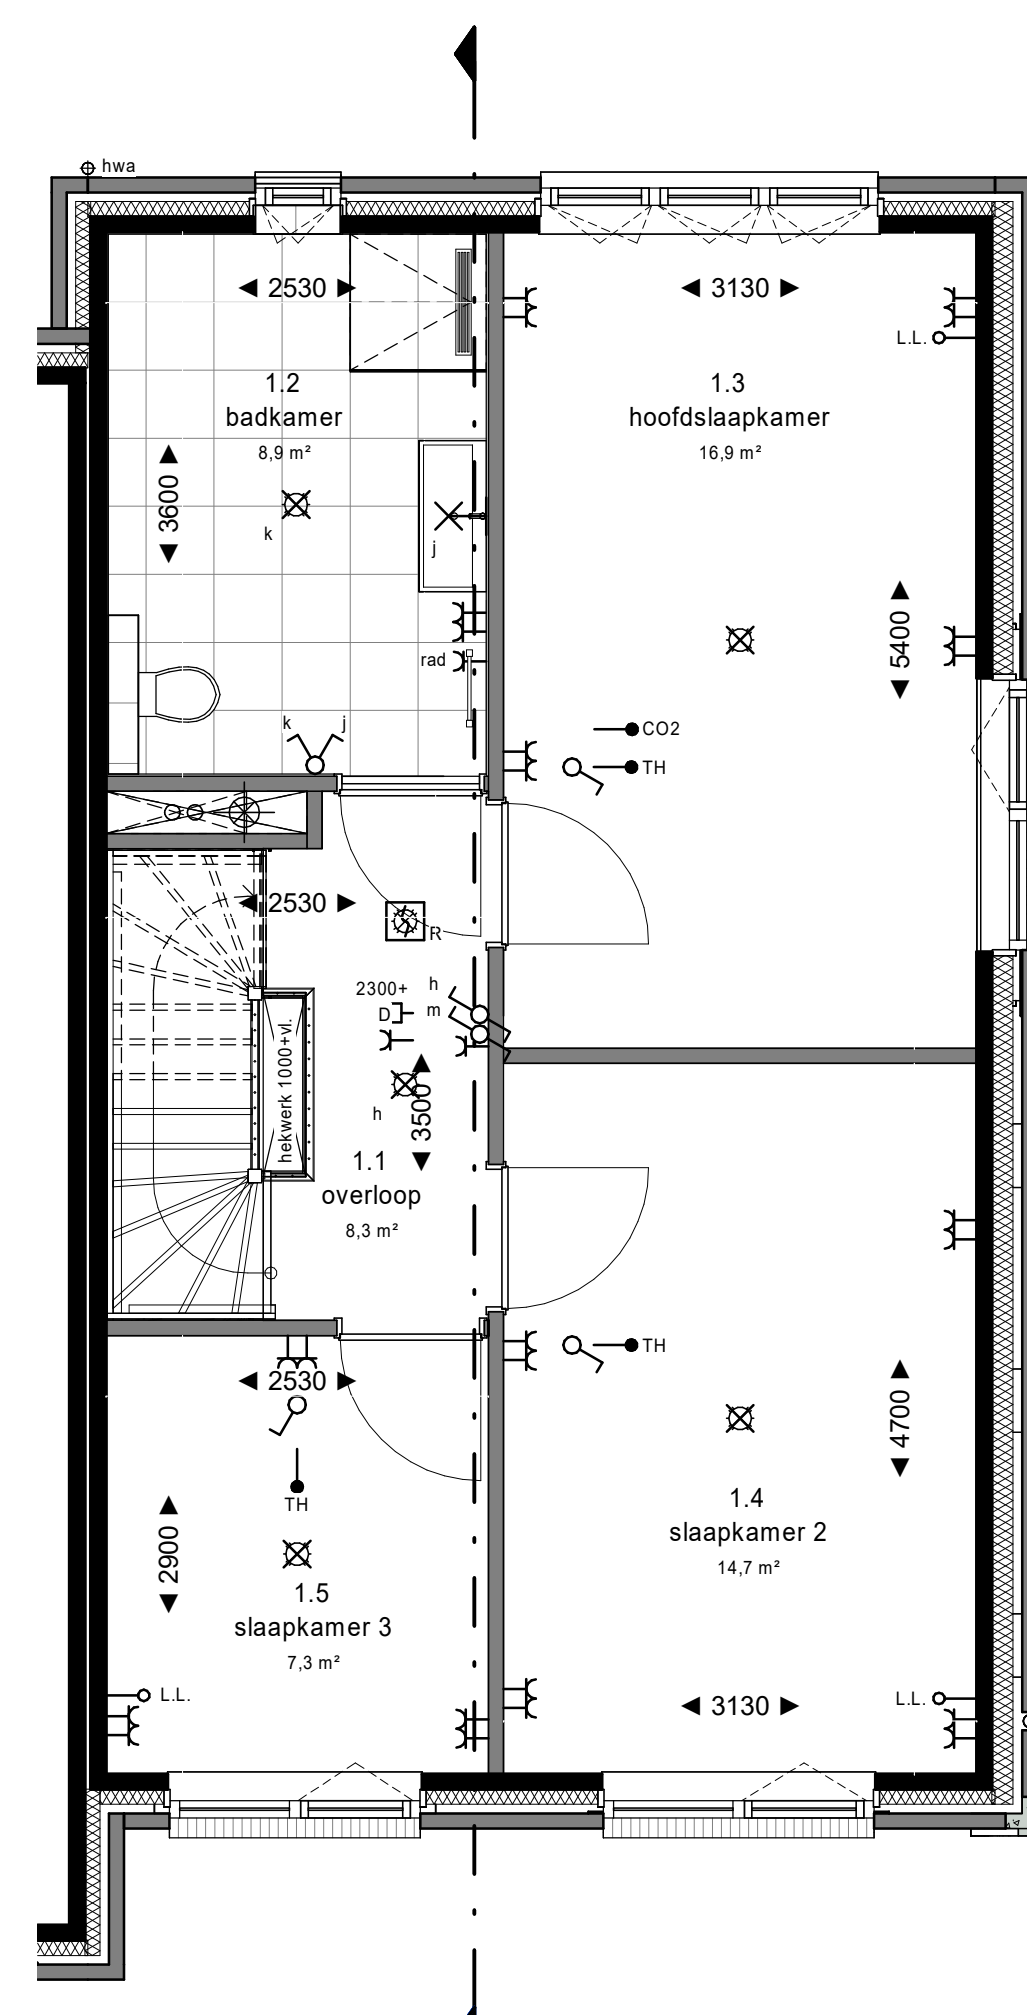 hwa
◄ 2530 ►
◄ 3130 ►
L.L.
1.2
badkamer
8,9 m²
1.3
hoofdslaapkamer
16,9 m²
◄ 3600 ►
k
j
◄ 5400 ►
rad
k
j
CO2
TH
◄ 2530 ►
R
2300+
h
D
m
hekwerk 1000+vl.
h
◄ 3500 ►
1.1
overloop
8,3 m²
TH
◄ 2530 ►
◄ 4700 ►
TH
1.4
slaapkamer 2
14,7 m²
◄ 2900 ►
1.5
slaapkamer 3
7,3 m²
L.L.
L.L.
◄ 3130 ►